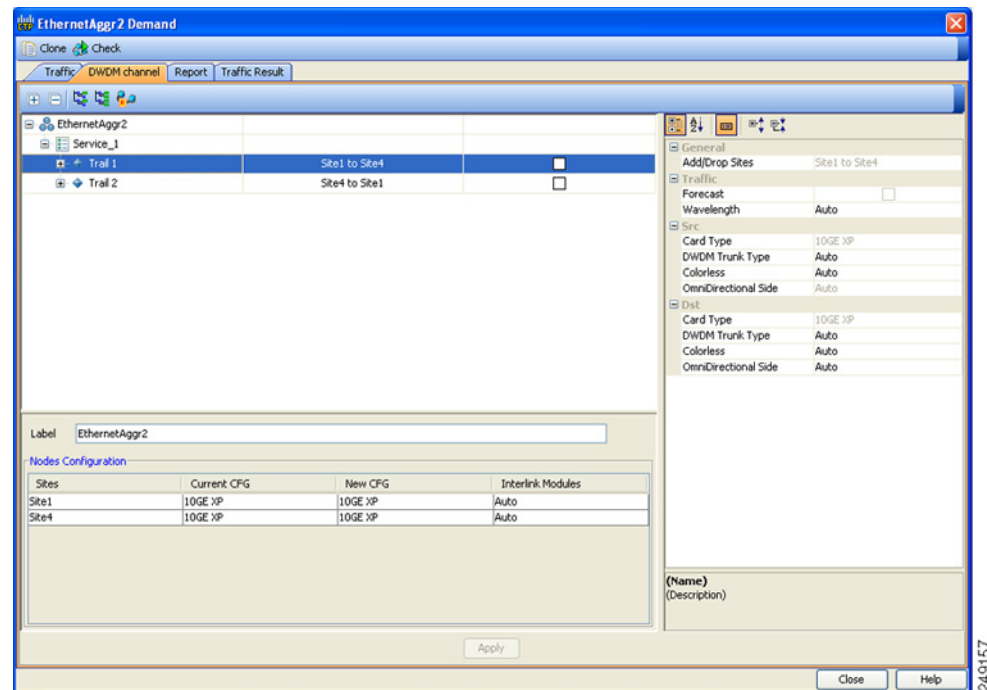 EthernetAggr2 Demand
Clone Check
Traffic DWDM channel Report Traffic Result
EthernetAggr2
Service_1
Trail 1 Site1 to Site4
Trail 2 Site4 to Site1
General
Add/Drop Sites Site1 to Site4
Traffic
Forecast
Wavelength Auto
Src
Card Type 10GE XP
DWDM Trunk Type Auto
Colorless Auto
OmniDirectional Side Auto
Dst
Card Type 10GE XP
DWDM Trunk Type Auto
Colorless Auto
OmniDirectional Side Auto
Label EthernetAggr2
Nodes Configuration
Sites Current CFG New CFG Interlink Modules
Site1 10GE XP 10GE XP Auto
Site4 10GE XP 10GE XP Auto
(Name)
(Description)
Apply
Close Help
249157